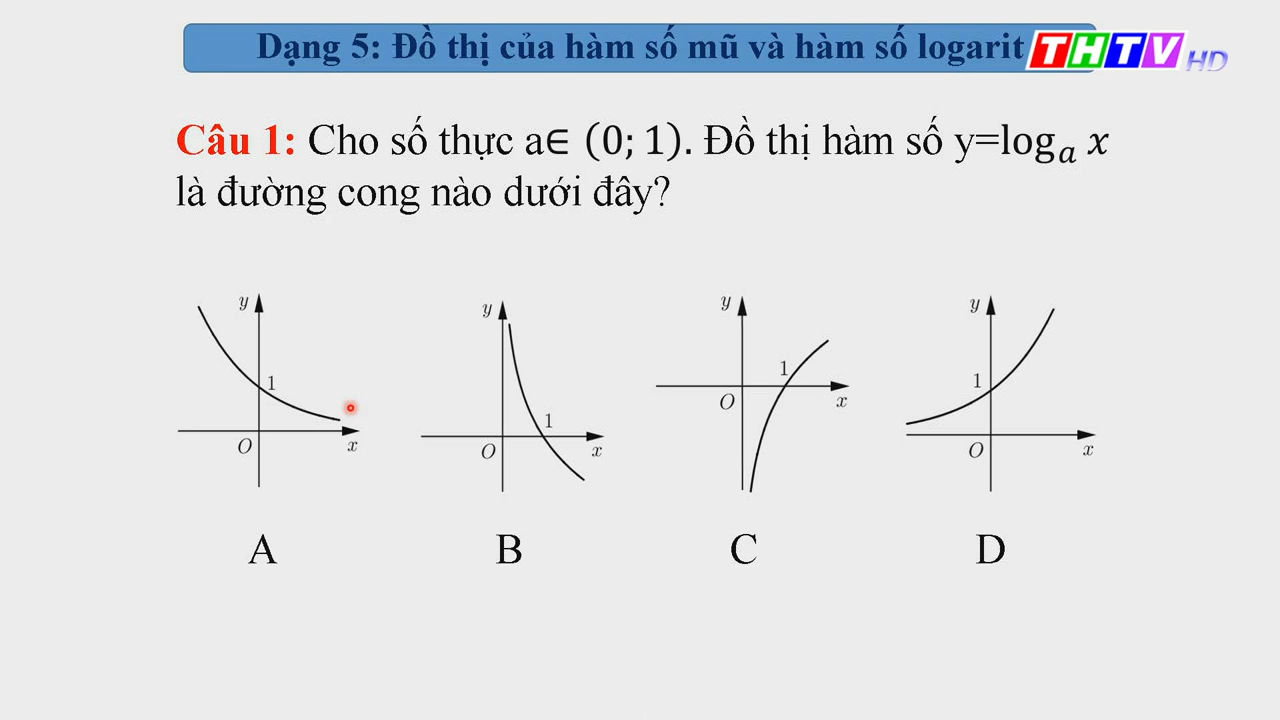 Dạng 5: Đồ thị của hàm số mũ và hàm số logarit
THTV HD
Câu 1: Cho số thực a∈ (0; 1). Đồ thị hàm số y=logₐ x
là đường cong nào dưới đây?
y 1 O x
y 1 O x
y 1 O x
y 1 O x
A B C D